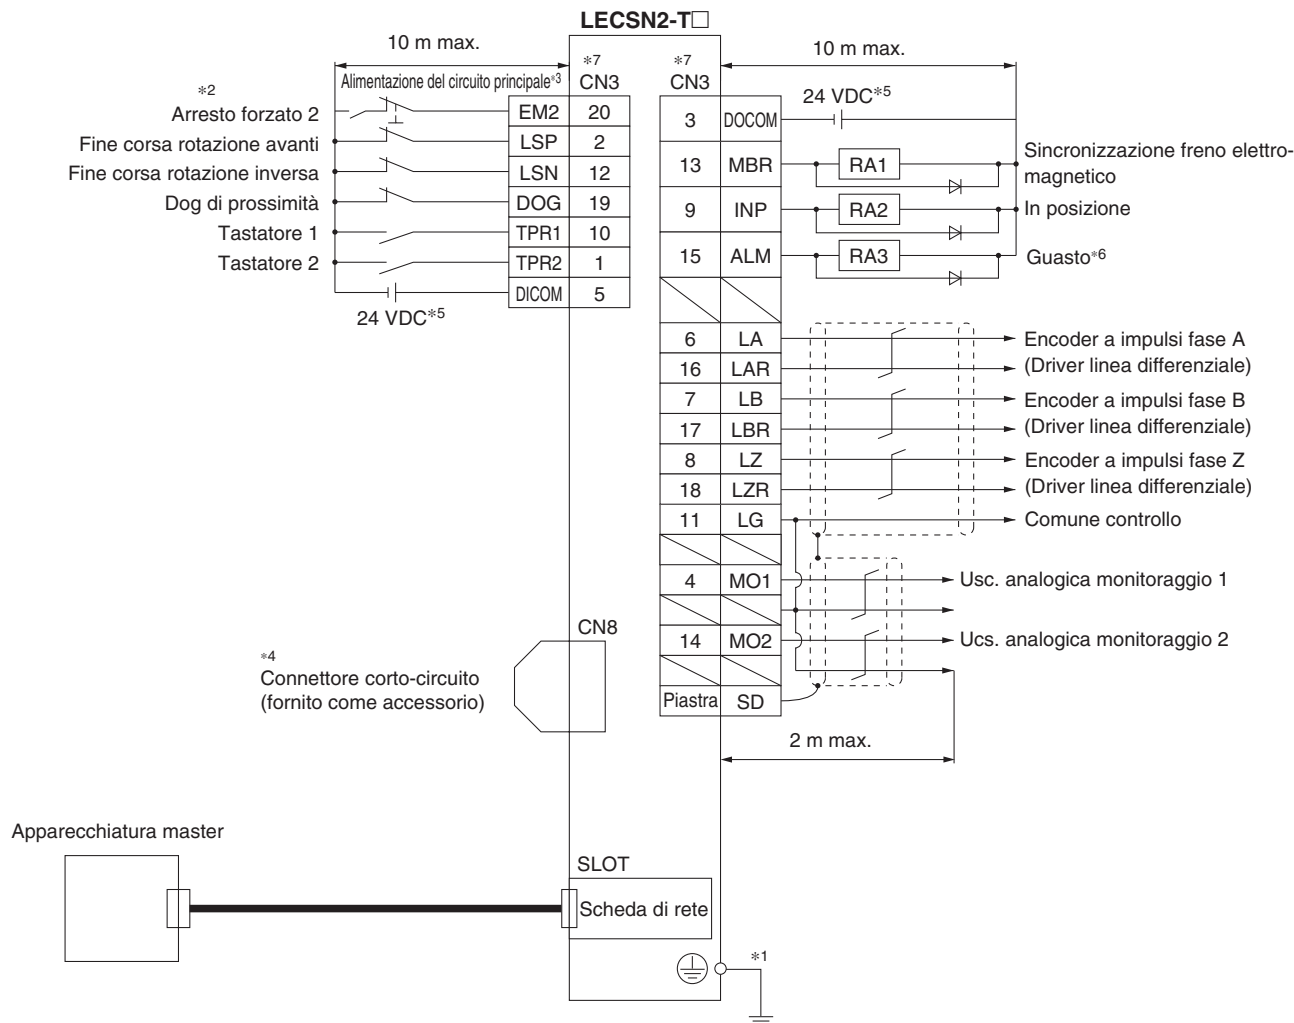 LECSN2-T□
10 m max.
10 m max.
*7
CN3
*7
CN3
Alimentazione del circuito principale*3
*2
Arresto forzato 2
EM2 20
Fine corsa rotazione avanti
LSP 2
Fine corsa rotazione inversa
LSN 12
Dog di prossimità
DOG 19
Tastatore 1
TPR1 10
Tastatore 2
TPR2 1
DICOM 5
24 VDC*5
3 DOCOM
24 VDC*5
13 MBR RA1
Sincronizzazione freno elettro-
magnetico
9 INP RA2
In posizione
15 ALM RA3
Guasto*6
6 LA
Encoder a impulsi fase A
16 LAR
(Driver linea differenziale)
7 LB
Encoder a impulsi fase B
17 LBR
(Driver linea differenziale)
8 LZ
Encoder a impulsi fase Z
18 LZR
(Driver linea differenziale)
11 LG
Comune controllo
4 MO1
Usc. analogica monitoraggio 1
14 MO2
Ucs. analogica monitoraggio 2
Piastra SD
2 m max.
CN8
*4
Connettore corto-circuito
(fornito come accessorio)
Apparecchiatura master
SLOT
Scheda di rete
*1